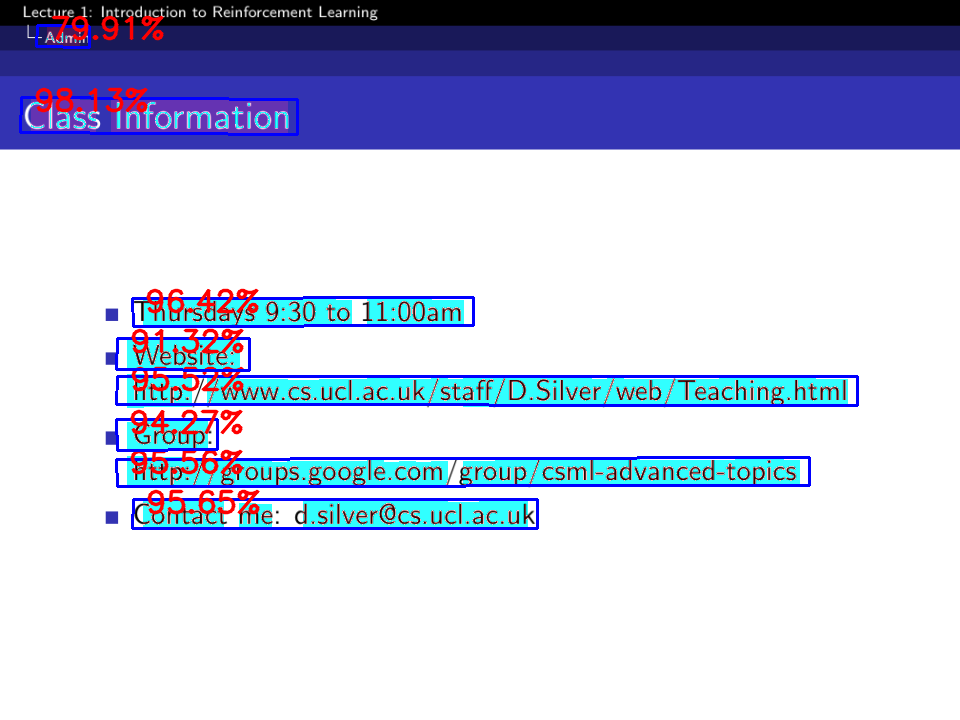 Lecture 1: Introduction to Reinforcement Learning
79.91%
Admin
98.13%
Class Information
96.42%
Thursdays 9:30 to 11:00am
91.32%
Website:
95.52%
http://www.cs.ucl.ac.uk/staff/D.Silver/web/Teaching.html
94.27%
Group:
95.56%
http://groups.google.com/group/csml-advanced-topics
95.65%
Contact me: d.silver@cs.ucl.ac.uk